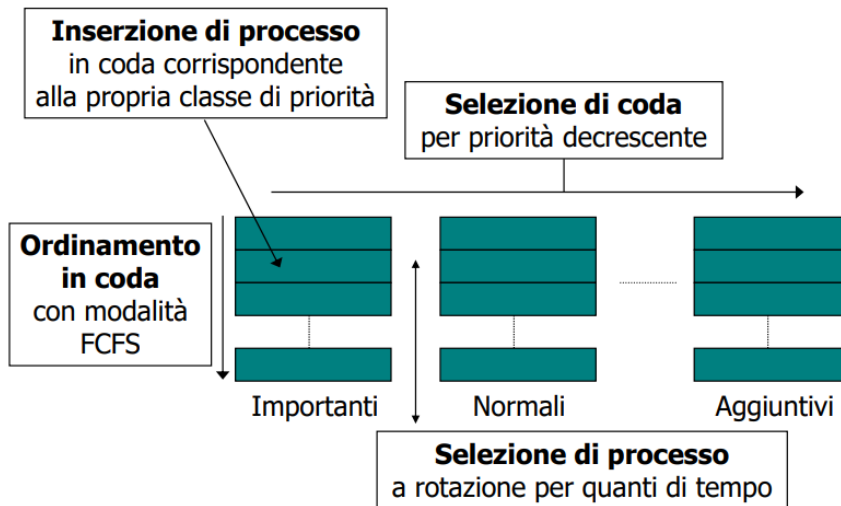 Inserzione di processo
in coda corrispondente
alla propria classe di priorità
Selezione di coda
per priorità decrescente
Ordinamento
in coda
con modalità
FCFS
Importanti
Normali
Aggiuntivi
Selezione di processo
a rotazione per quanti di tempo